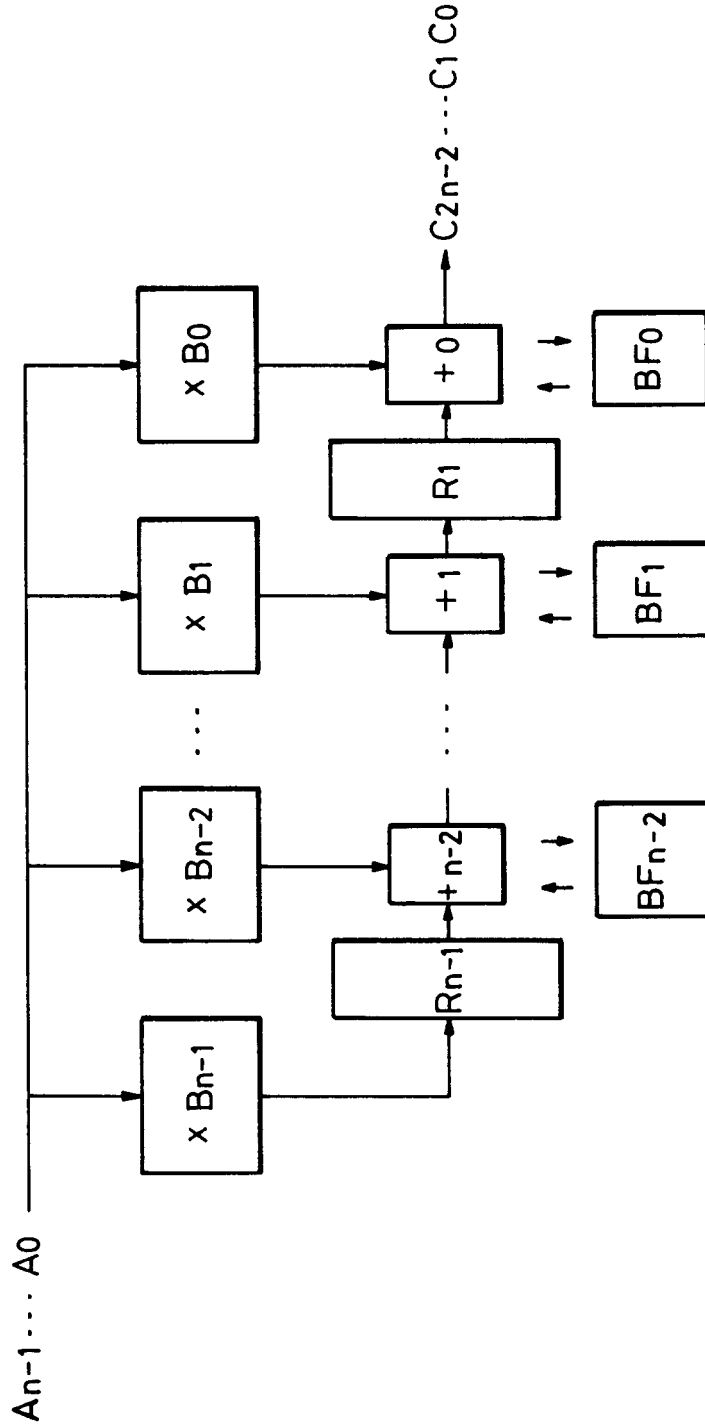 An-1 ···· A0
× Bn-1
× Bn-2
···
× B1
× B0
Rn-1
+ n-2
···
+ 1
R1
+ 0
C2n-2 ····C1 C0
BFn-2
BF1
BF0